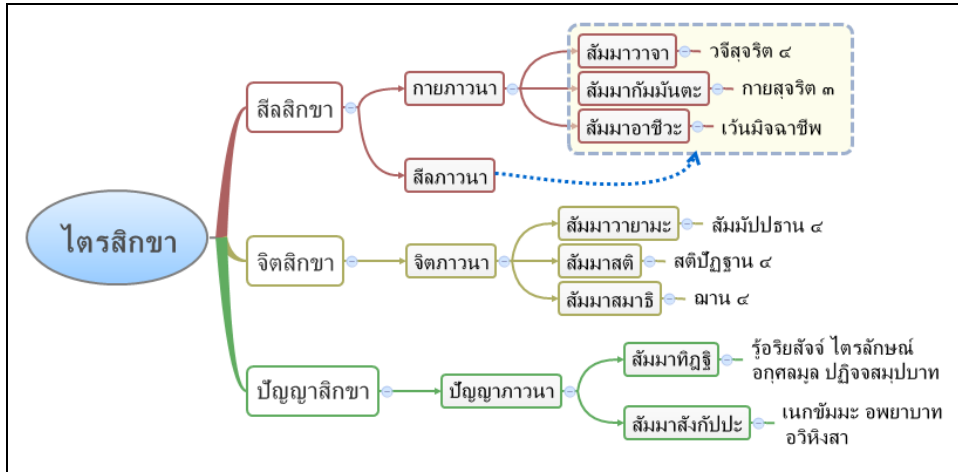 ไตรสิกขา
สีลสิกขา
กายภาวนา
สัมมาวาจา
วจีสุจริต ๔
สัมมากัมมันตะ
กายสุจริต ๓
สัมมาอาชีวะ
เว้นมิจฉาชีพ
สีลภาวนา
จิตสิกขา
จิตภาวนา
สัมมาวายามะ
สัมมัปปธาน ๔
สัมมาสติ
สติปัฏฐาน ๔
สัมมาสมาธิ
ฌาน ๔
ปัญญาสิกขา
ปัญญาภาวนา
สัมมาทิฏฐิ
รู้อริยสัจจ์ ไตรลักษณ์
อกุศลมูล ปฏิจจสมุปบาท
สัมมาสังกัปปะ
เนกขัมมะ อพยาบาท
อวิหิงสา